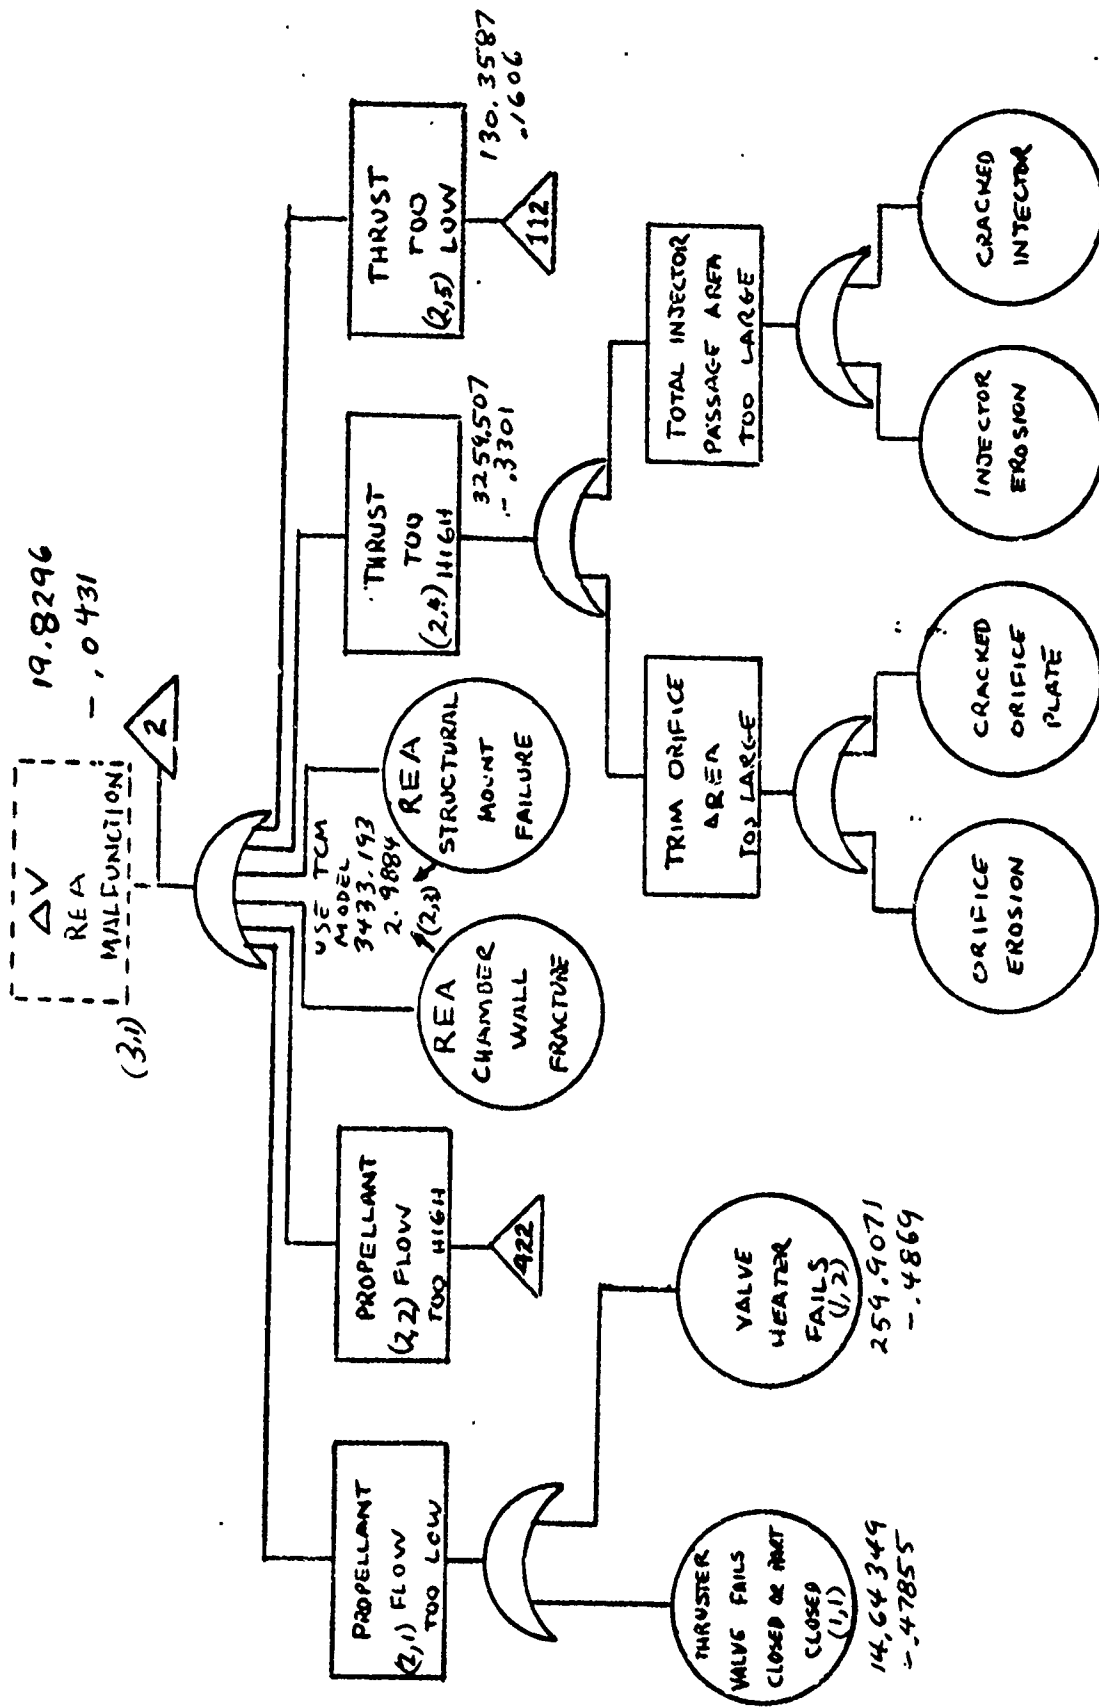 19.8296
-.0431
ΔV
REA
MALFUNCTION
(3,1)
2
PROPELLANT
(2,1) FLOW
TOO LOW
PROPELLANT
(2,2) FLOW
TOO HIGH
422
USE TCM
MODEL
3433.193
2.9884
(2,3)
REA
CHAMBER
WALL
FRACTURE
REA
STRUCTURAL
MOUNT
FAILURE
THRUST
TOO
(2,4) HIGH
3259.507
-.3301
THRUST
TOO
(2,5) LOW
130.3587
.1606
112
THRUSTER
VALVE FAILS
CLOSED OR PART
CLOSED
(1,1)
14.64349
-.47855
VALVE
HEATER
FAILS
(1,2)
259.9071
-.4869
TRIM ORIFICE
AREA
TOO LARGE
TOTAL INJECTOR
PASSAGE AREA
TOO LARGE
ORIFICE
EROSION
CRACKED
ORIFICE
PLATE
INJECTOR
EROSION
CRACKED
INJECTOR